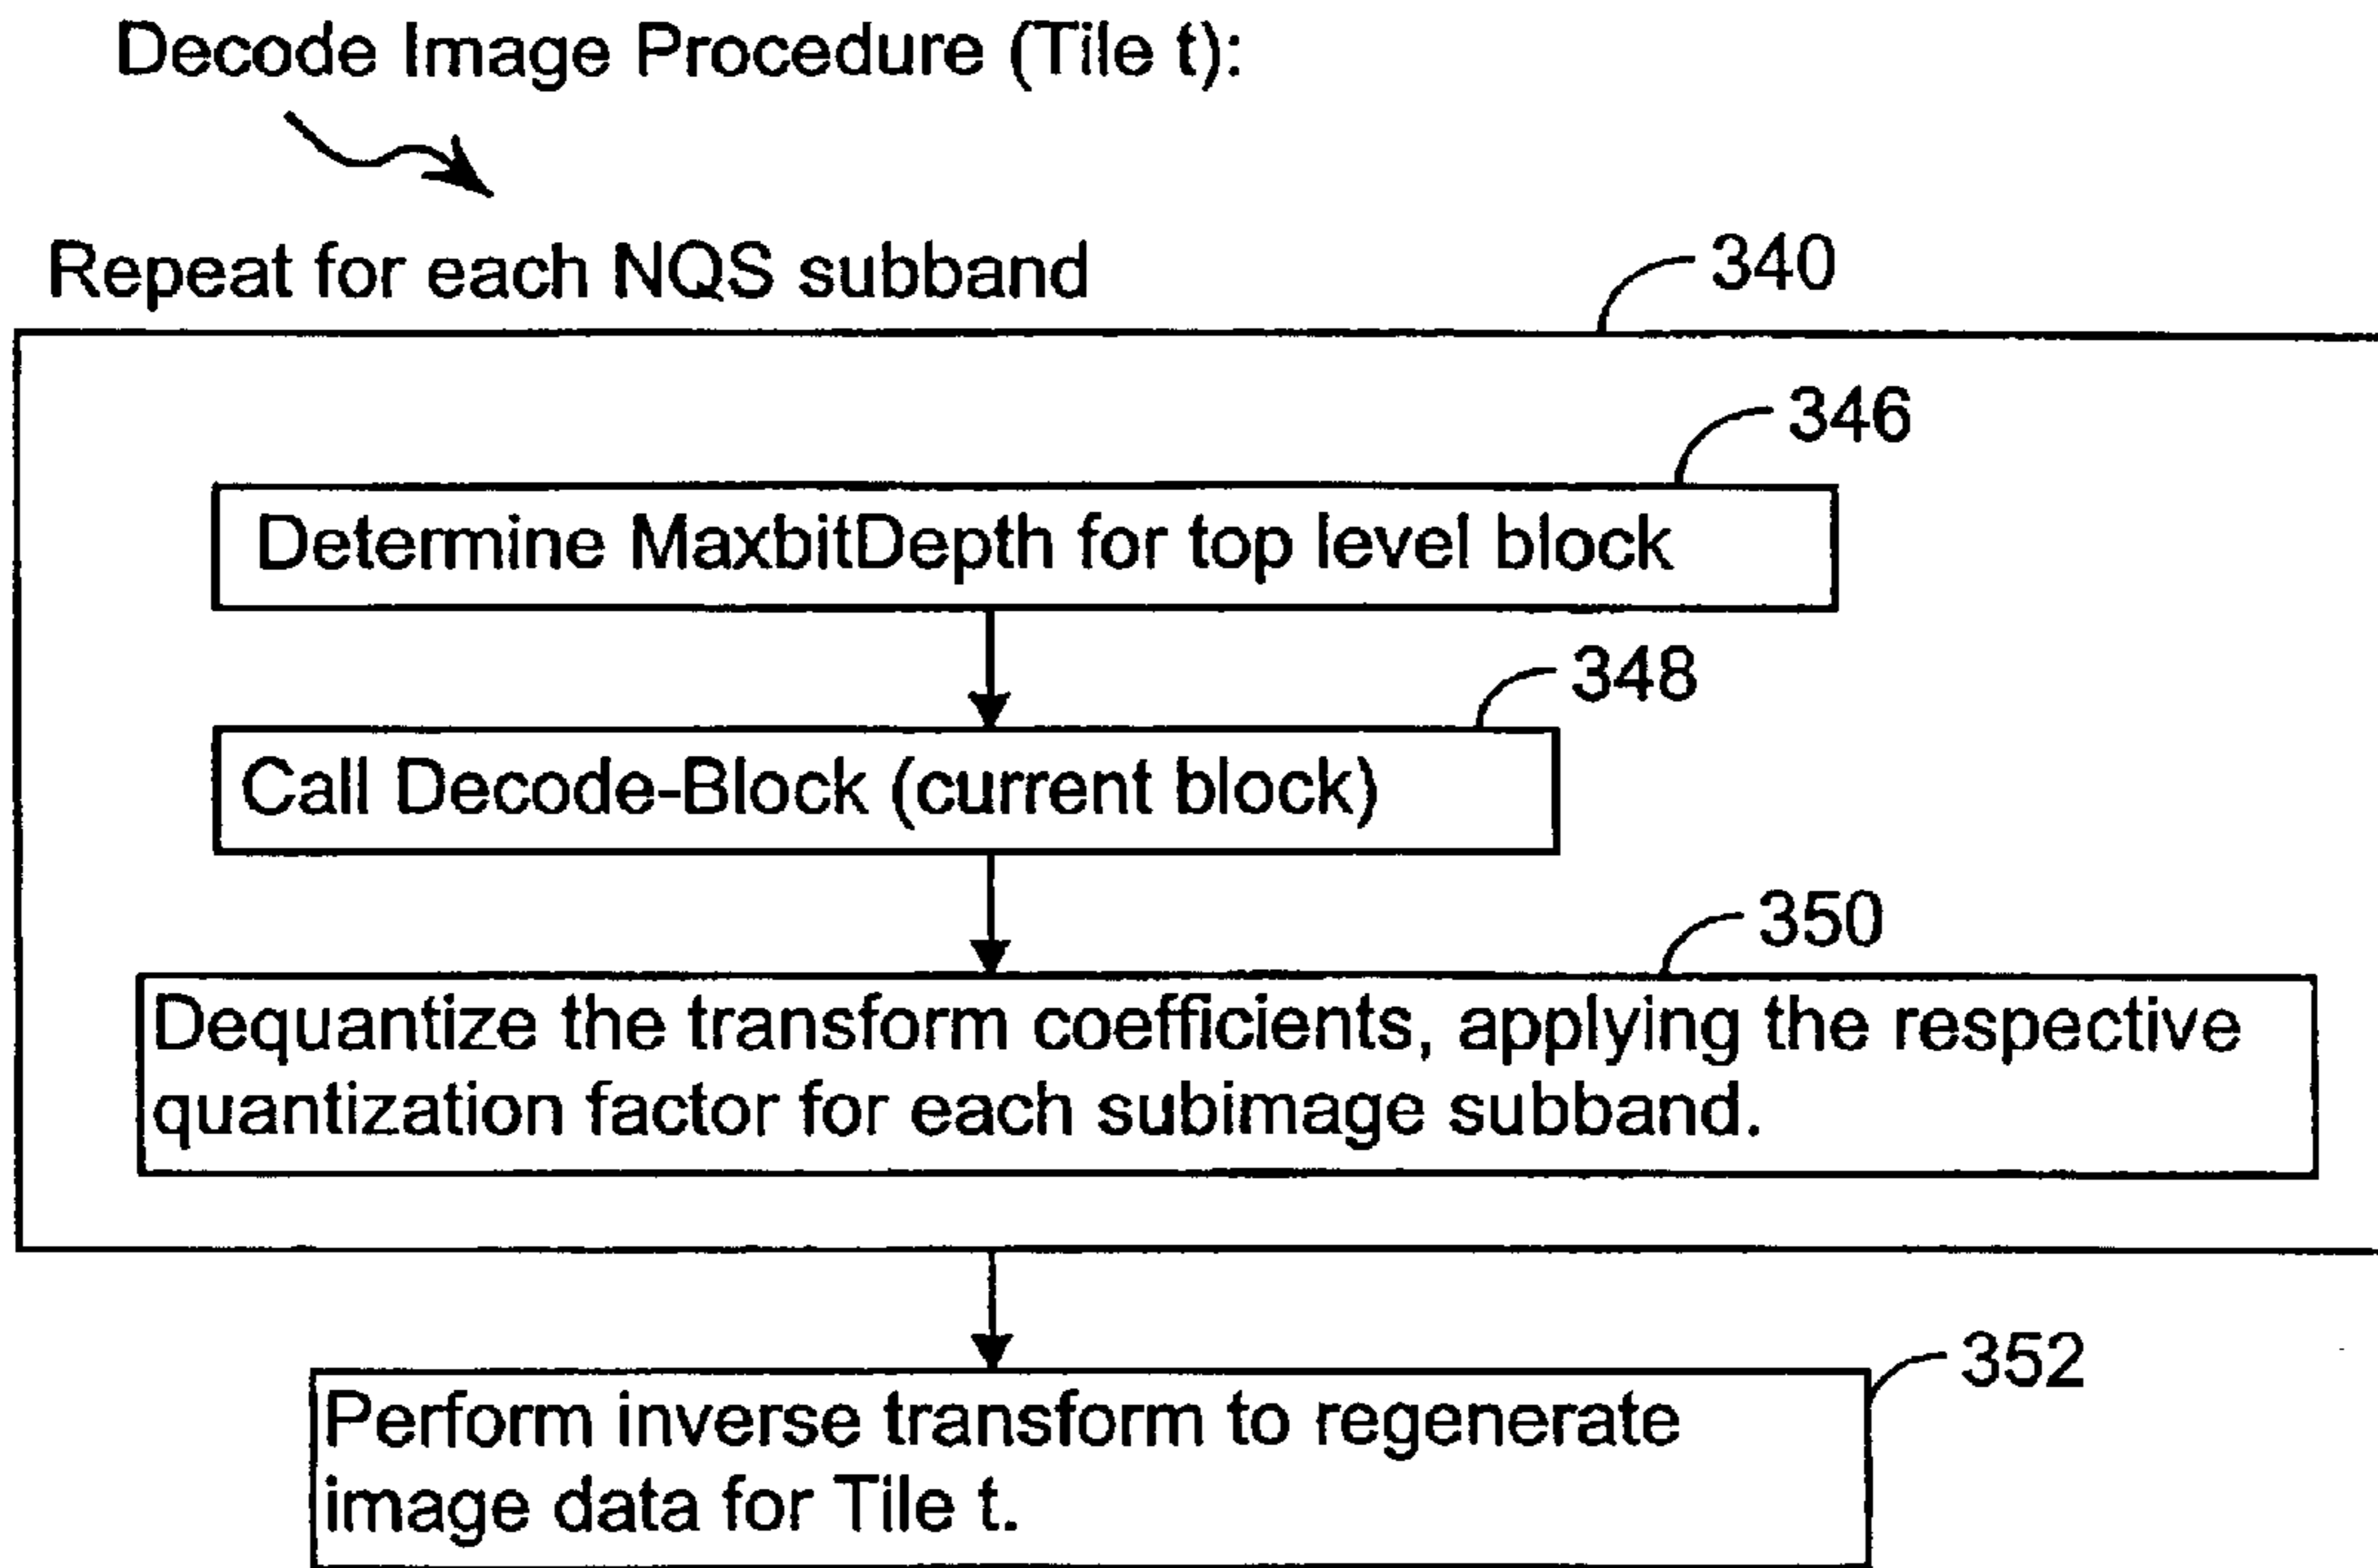 Decode Image Procedure (Tile t):
Repeat for each NQS subband
340
346
Determine MaxbitDepth for top level block
348
Call Decode-Block (current block)
350
Dequantize the transform coefficients, applying the respective
quantization factor for each subimage subband.
352
Perform inverse transform to regenerate
image data for Tile t.